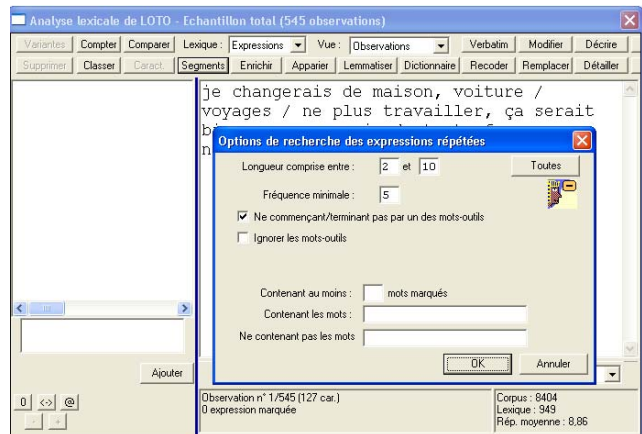 Analyse lexicale de LOTO - Echantillon total (545 observations)
Variantes Compter Comparer Lexique : Expressions Vue : Observations Verbatim Modifier Décrire
Supprimer Classer Caract. Segments Enrichir Apparier Lemmatiser Dictionnaire Recoder Remplacer Détailler
je changerais de maison, voiture /
voyages / ne plus travailler, ça serait
Options de recherche des expressions répétées
Longueur comprise entre : 2 et 10 Toutes
Fréquence minimale : 5
Ne commençant/terminant pas par un des mots-outils
Ignorer les mots-outils
Contenant au moins : mots marqués
Contenant les mots :
Ne contenant pas les mots
OK Annuler
Ajouter
0 <-> @
Observation n° 1/545 (127 car.)
0 expression marquée
Corpus : 8404
Lexique : 949
Rép. moyenne : 8,86